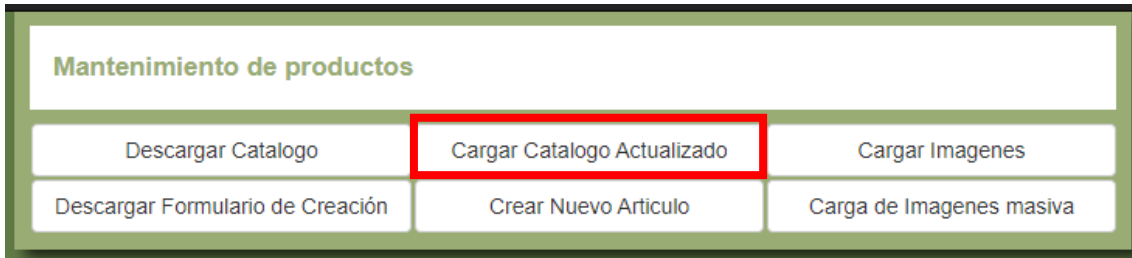 Mantenimiento de productos
Descargar Catalogo
Cargar Catalogo Actualizado
Cargar Imagenes
Descargar Formulario de Creación
Crear Nuevo Articulo
Carga de Imagenes masiva